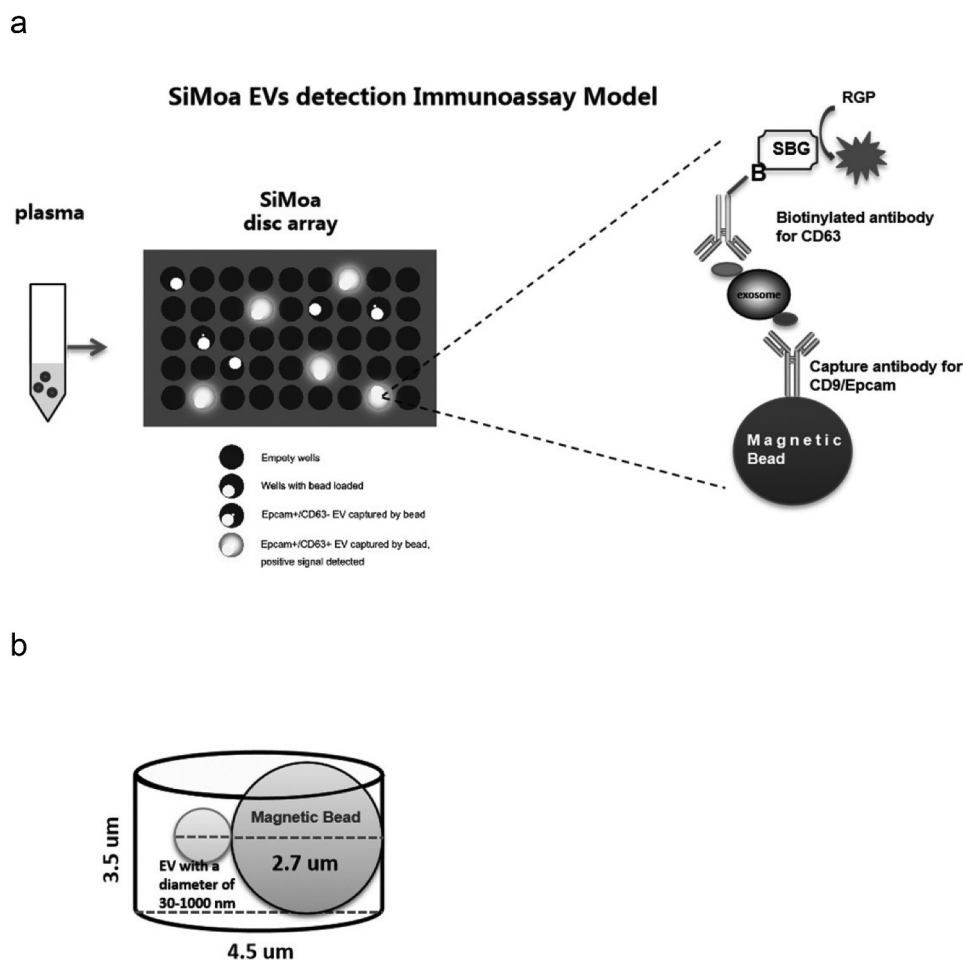 a
SiMoa EVs detection Immunoassay Model
RGP
SBG
B
plasma
SiMoa
disc array
Biotinylated antibody
for CD63
exosome
Capture antibody for
CD9/Epcam
Magnetic
Bead
Empety wells
Wells with bead loaded
Epcam+/CD63- EV captured by bead
Epcam+/CD63+ EV captured by bead,
positive signal detected
b
3.5 um
Magnetic Bead
2.7 um
EV with a
diameter of
30-1000 nm
4.5 um